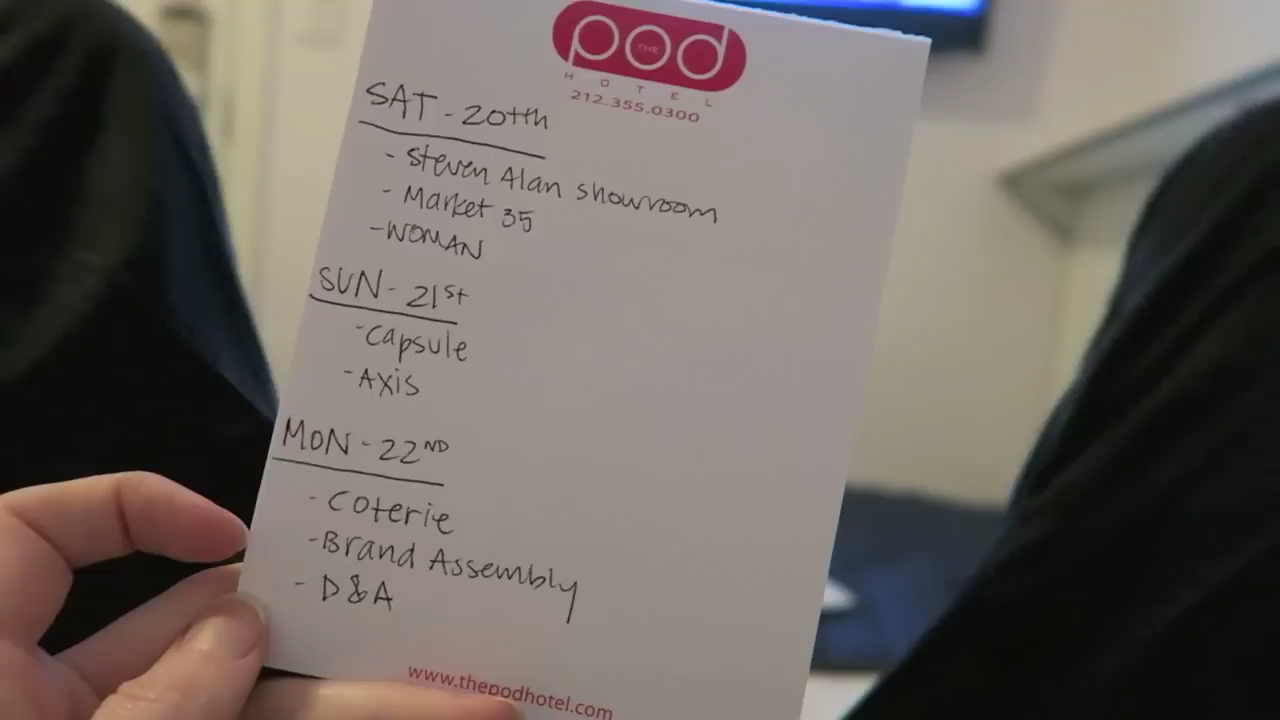 the pod
HOTEL
212.355.0300
SAT - 20tth
- Steven Alan showroom
- Market 35
- WOMAN
SUN - 21st
- Capsule
- AXIS
MON - 22ND
- Coterie
- Brand Assembly
- D&A
www.thepodhotel.com